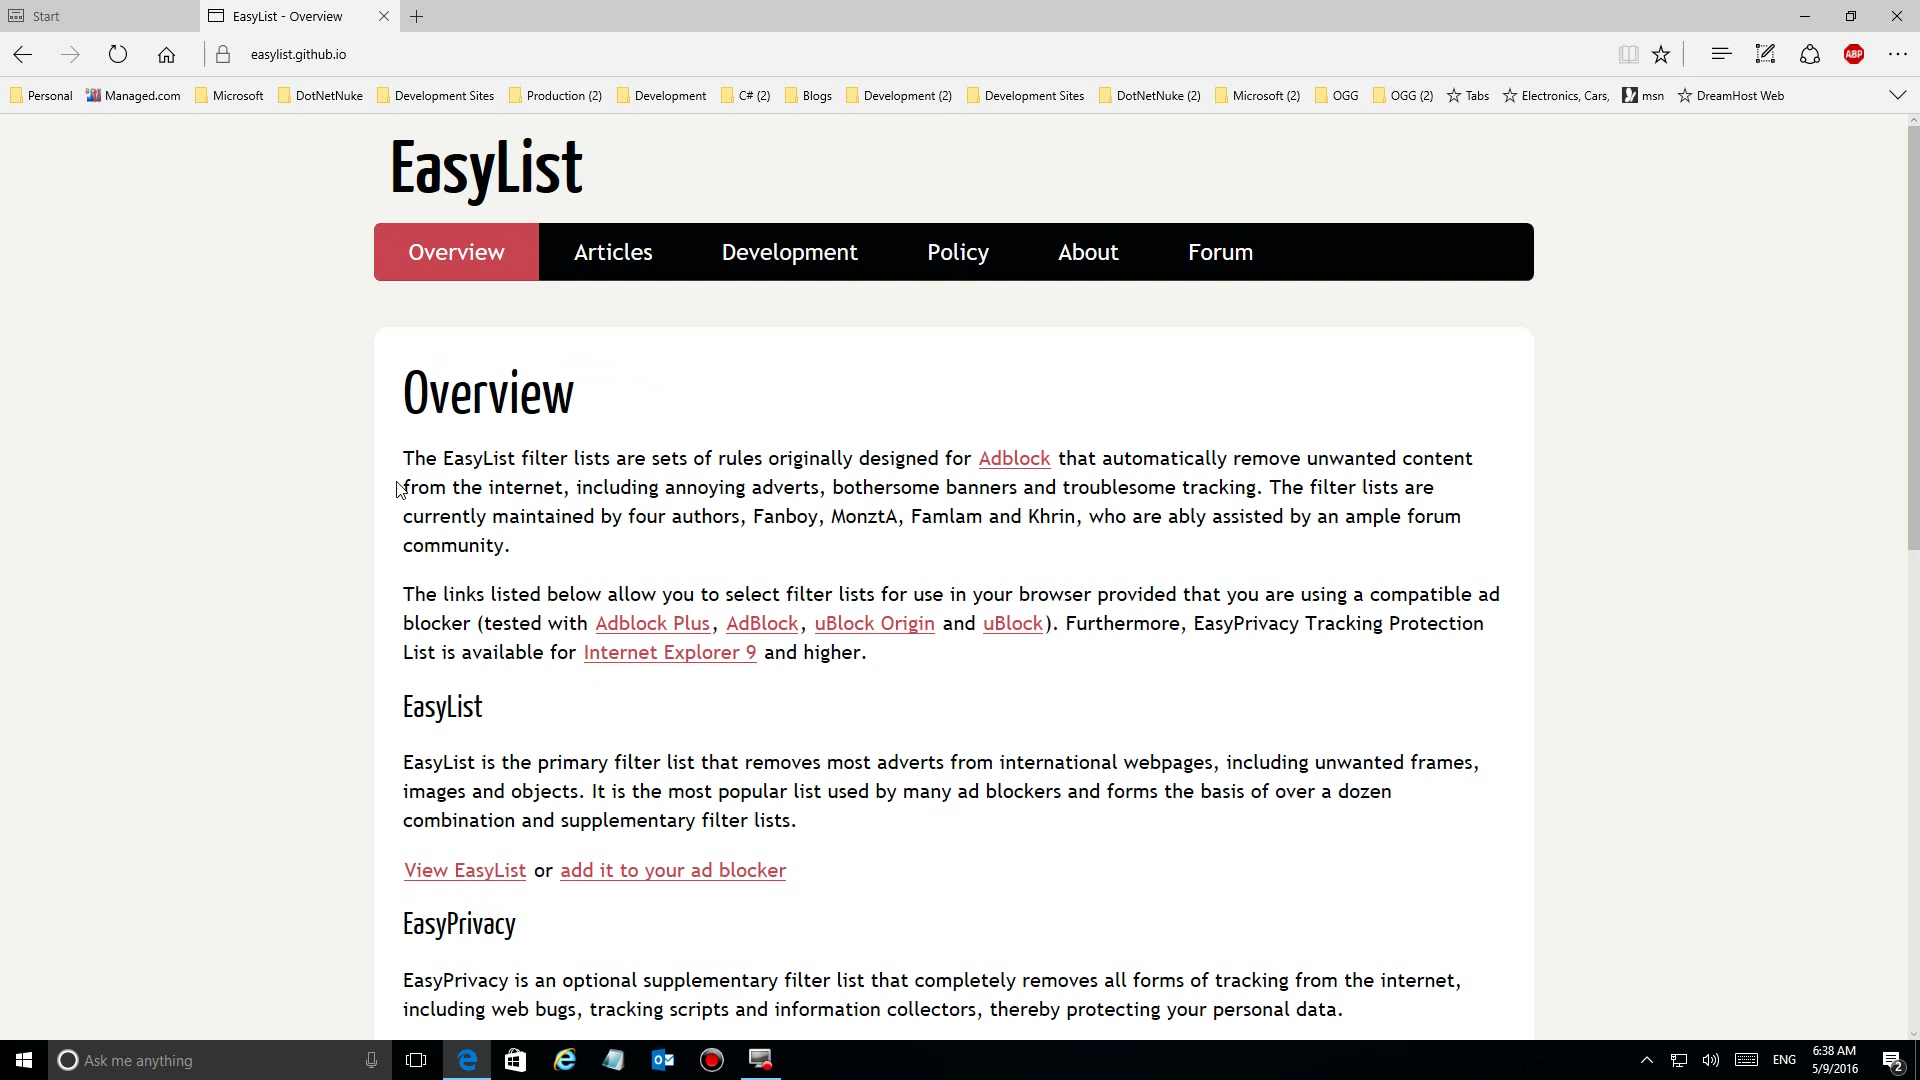 Start
EasyList - Overview
easylist.github.io
ABP
Personal Managed.com Microsoft DotNetNuke Development Sites Production (2) Development C# (2) Blogs Development (2) Development Sites DotNetNuke (2) Microsoft (2) OGG OGG (2) Tabs Electronics, Cars, msn DreamHost Web
EasyList
Overview Articles Development Policy About Forum
Overview
The EasyList filter lists are sets of rules originally designed for Adblock that automatically remove unwanted content
from the internet, including annoying adverts, bothersome banners and troublesome tracking. The filter lists are
currently maintained by four authors, Fanboy, MonztA, Famlam and Khrin, who are ably assisted by an ample forum
community.
The links listed below allow you to select filter lists for use in your browser provided that you are using a compatible ad
blocker (tested with Adblock Plus, AdBlock, uBlock Origin and uBlock). Furthermore, EasyPrivacy Tracking Protection
List is available for Internet Explorer 9 and higher.
EasyList
EasyList is the primary filter list that removes most adverts from international webpages, including unwanted frames,
images and objects. It is the most popular list used by many ad blockers and forms the basis of over a dozen
combination and supplementary filter lists.
View EasyList or add it to your ad blocker
EasyPrivacy
EasyPrivacy is an optional supplementary filter list that completely removes all forms of tracking from the internet,
including web bugs, tracking scripts and information collectors, thereby protecting your personal data.
Ask me anything
ENG
6:38 AM
5/9/2016
2